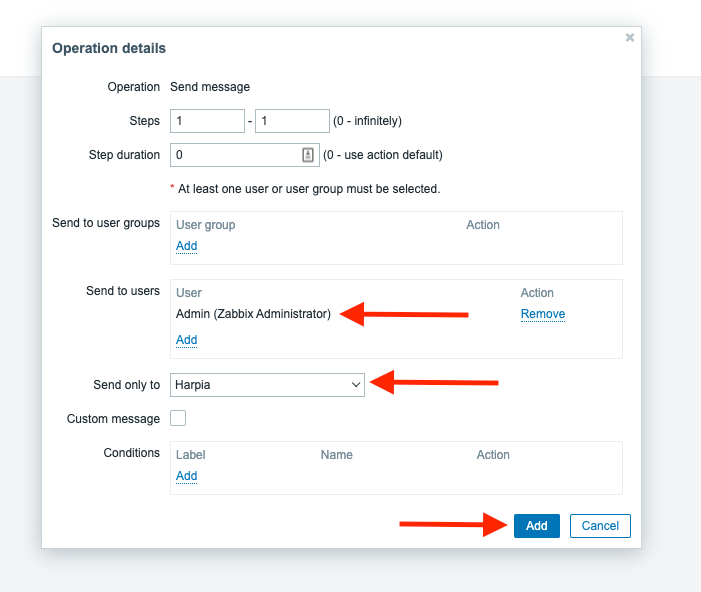 Operation details
Operation Send message
Steps 1 - 1 (0 - infinitely)
Step duration 0 (0 - use action default)
* At least one user or user group must be selected.
Send to user groups User group Action
Add
Send to users User Action
Admin (Zabbix Administrator) Remove
Add
Send only to Harpia
Custom message
Conditions Label Name Action
Add
Add Cancel